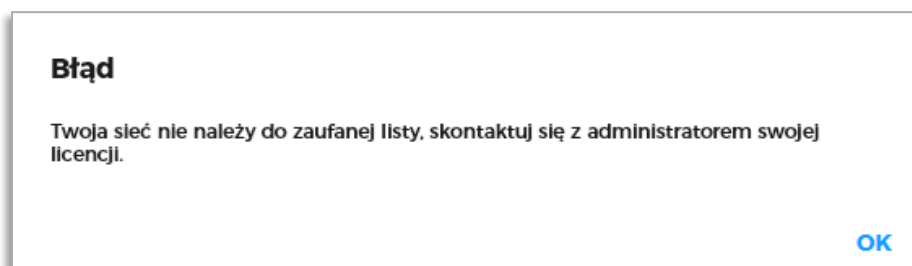 Błąd
Twoja sieć nie należy do zaufanej listy, skontaktuj się z administratorem swojej
licencji.
OK